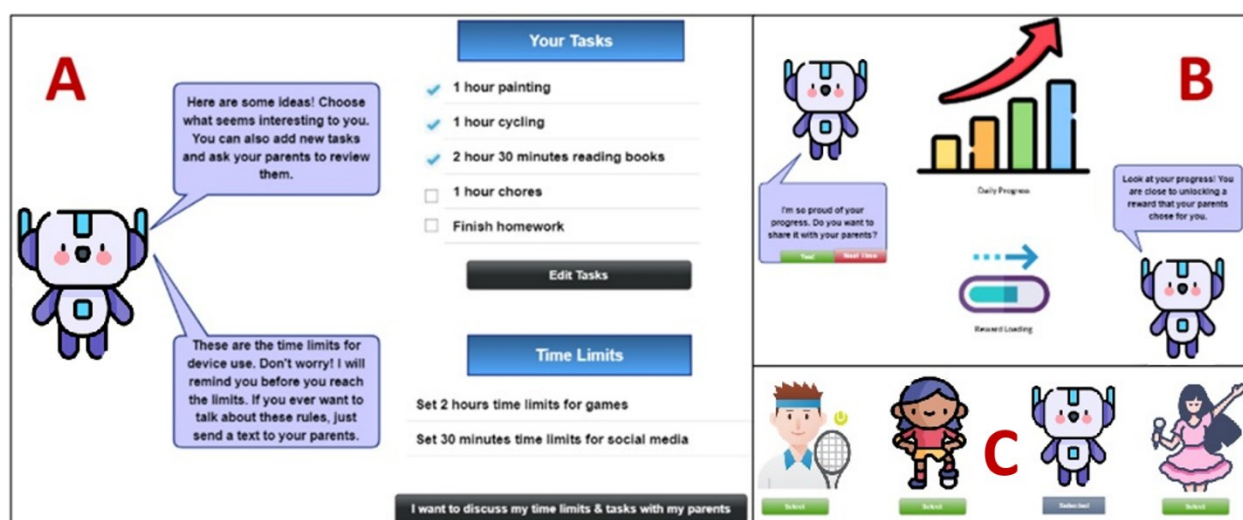 A
Your Tasks
Here are some ideas! Choose
what seems interesting to you.
You can also add new tasks
and ask your parents to review
them.
1 hour painting
1 hour cycling
2 hour 30 minutes reading books
1 hour chores
Finish homework
Edit Tasks
These are the time limits for
device use. Don't worry! I will
remind you before you reach
the limits. If you ever want to
talk about these rules, just
send a text to your parents.
Time Limits
Set 2 hours time limits for games
Set 30 minutes time limits for social media
I want to discuss my time limits & tasks with my parents
B
Daily Progress
I'm so proud of your
progress. Do you want to
share it with your parents?
Yes!
Next Time
Look at your progress! You
are close to unlocking a
reward that your parents
chose for you.
Reward Loading
C
Select
Select
Selected
Select